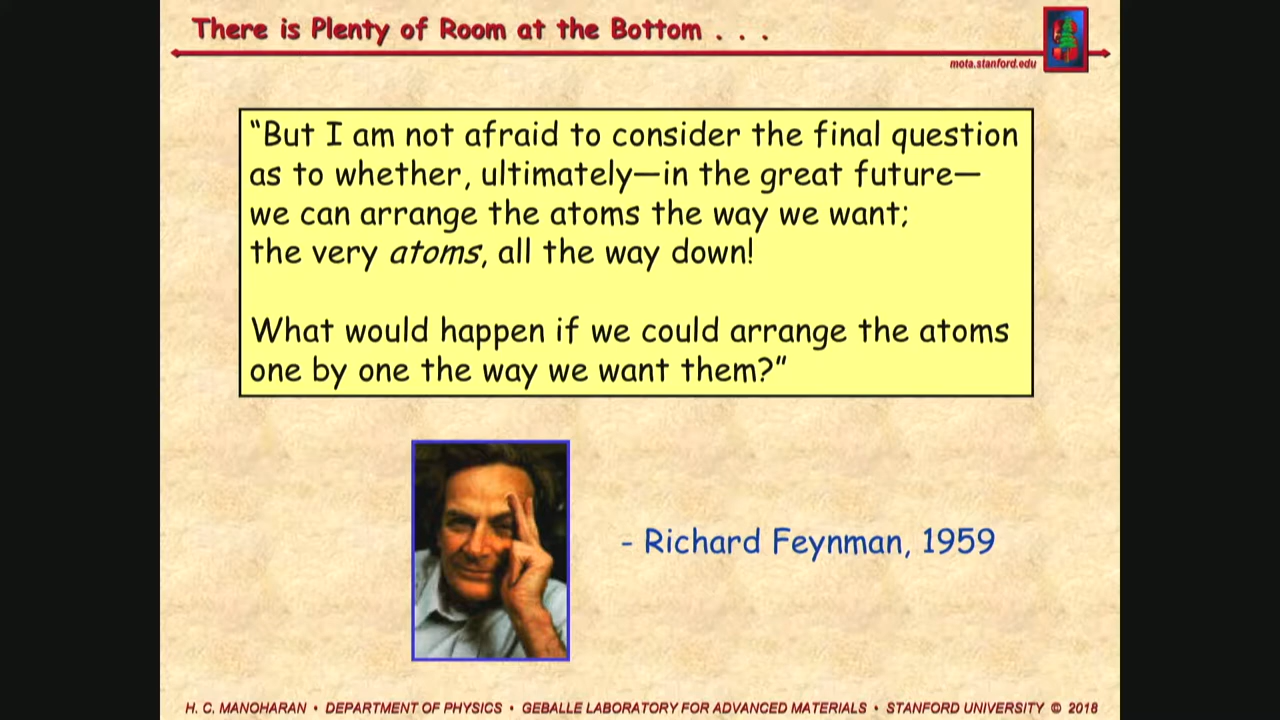 There is Plenty of Room at the Bottom . . .
mota.stanford.edu
“But I am not afraid to consider the final question
as to whether, ultimately—in the great future—
we can arrange the atoms the way we want;
the very atoms, all the way down!
What would happen if we could arrange the atoms
one by one the way we want them?”
- Richard Feynman, 1959
H. C. MANOHARAN • DEPARTMENT OF PHYSICS • GEBALLE LABORATORY FOR ADVANCED MATERIALS • STANFORD UNIVERSITY © 2018